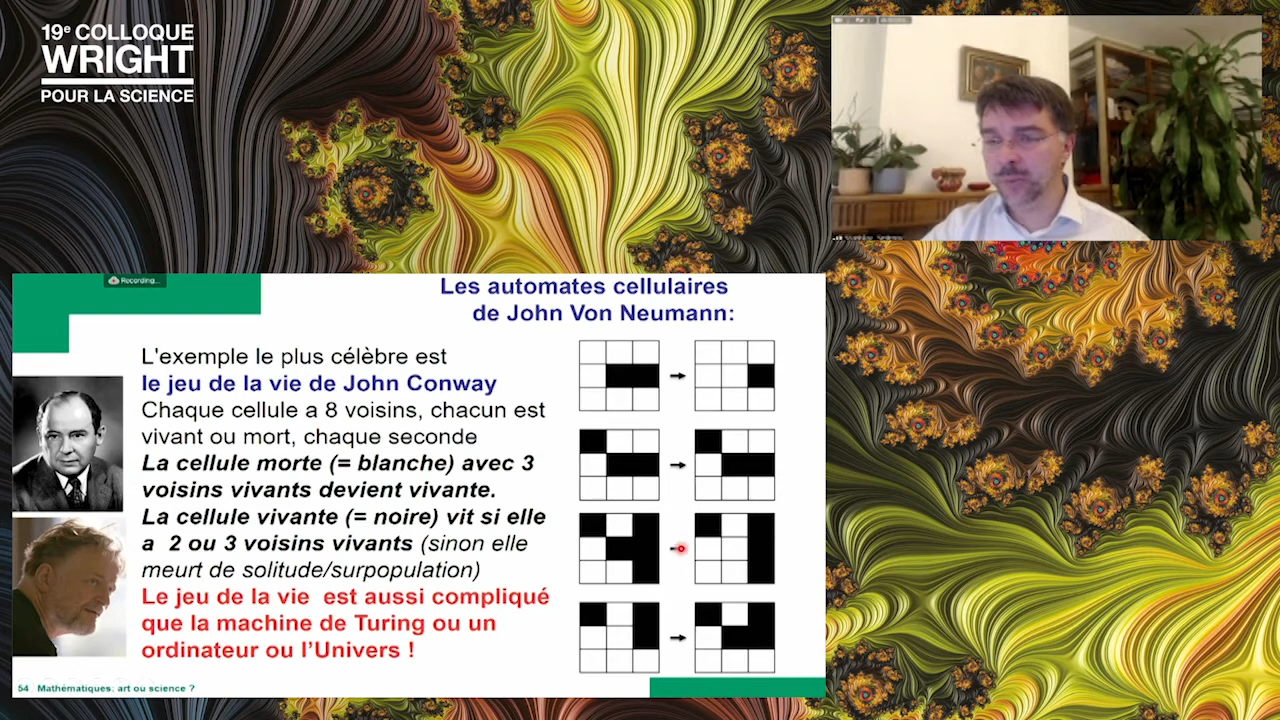 19e COLLOQUE
WRIGHT
POUR LA SCIENCE
Recording...
Les automates cellulaires
de John Von Neumann:
L'exemple le plus célèbre est
le jeu de la vie de John Conway
Chaque cellule a 8 voisins, chacun est
vivant ou mort, chaque seconde
La cellule morte (= blanche) avec 3
voisins vivants devient vivante.
La cellule vivante (= noire) vit si elle
a 2 ou 3 voisins vivants (sinon elle
meurt de solitude/surpopulation)
Le jeu de la vie est aussi compliqué
que la machine de Turing ou un
ordinateur ou l'Univers !
54 Mathématiques: art ou science ?